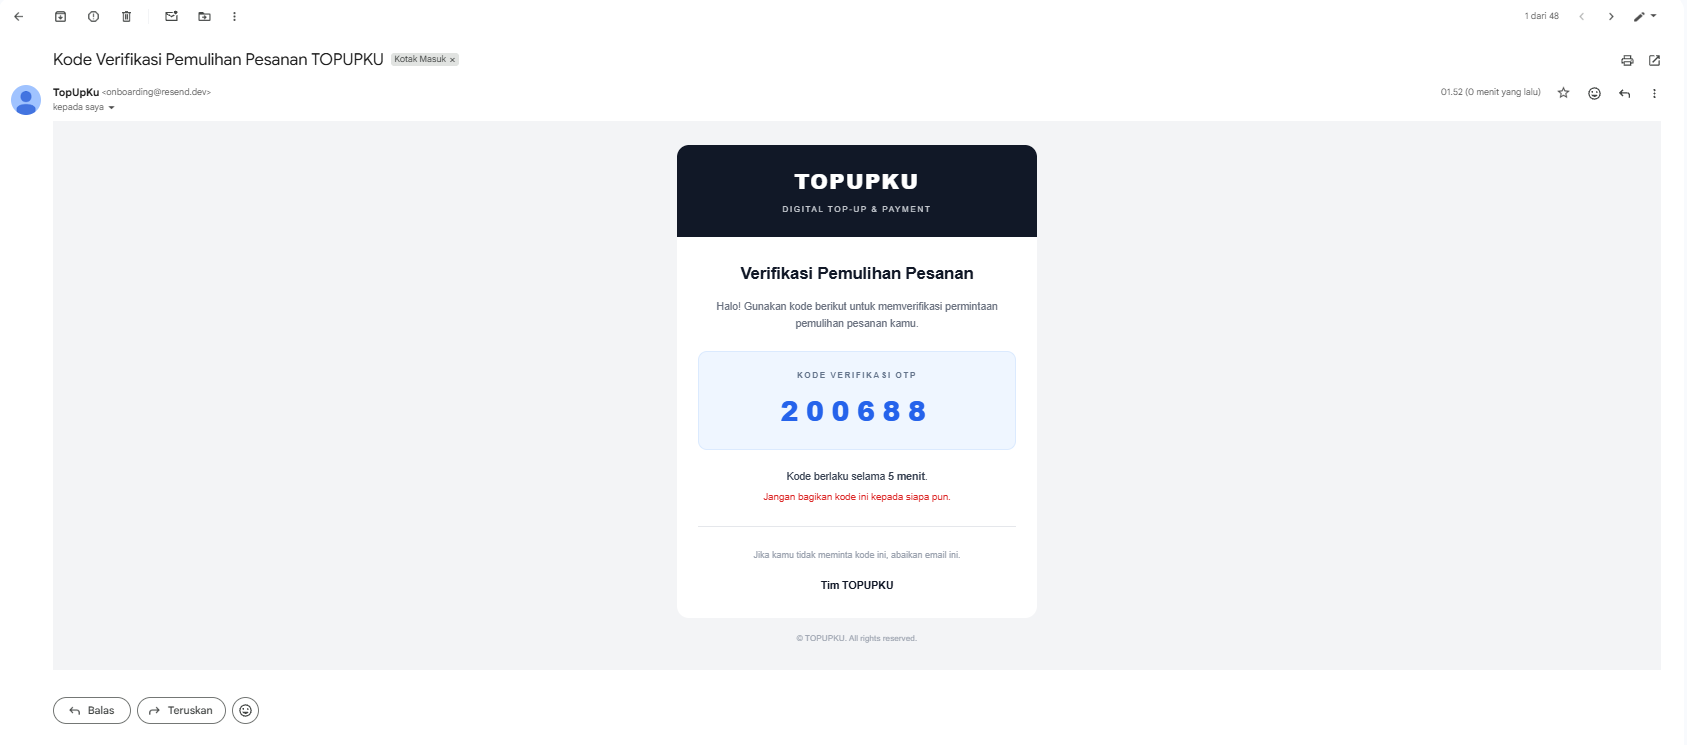 1 dari 48
Kode Verifikasi Pemulihan Pesanan TOPUPKU
Kotak Masuk ×
TopUpKu <onboarding@resend.dev>
01.52 (0 menit yang lalu)
kepada saya
TOPUPKU
DIGITAL TOP-UP & PAYMENT
Verifikasi Pemulihan Pesanan
Halo! Gunakan kode berikut untuk memverifikasi permintaan
pemulihan pesanan kamu.
KODE VERIFIKASI OTP
200688
Kode berlaku selama 5 menit.
Jangan bagikan kode ini kepada siapa pun.
Jika kamu tidak meminta kode ini, abaikan email ini.
Tim TOPUPKU
© TOPUPKU. All rights reserved.
Balas
Teruskan